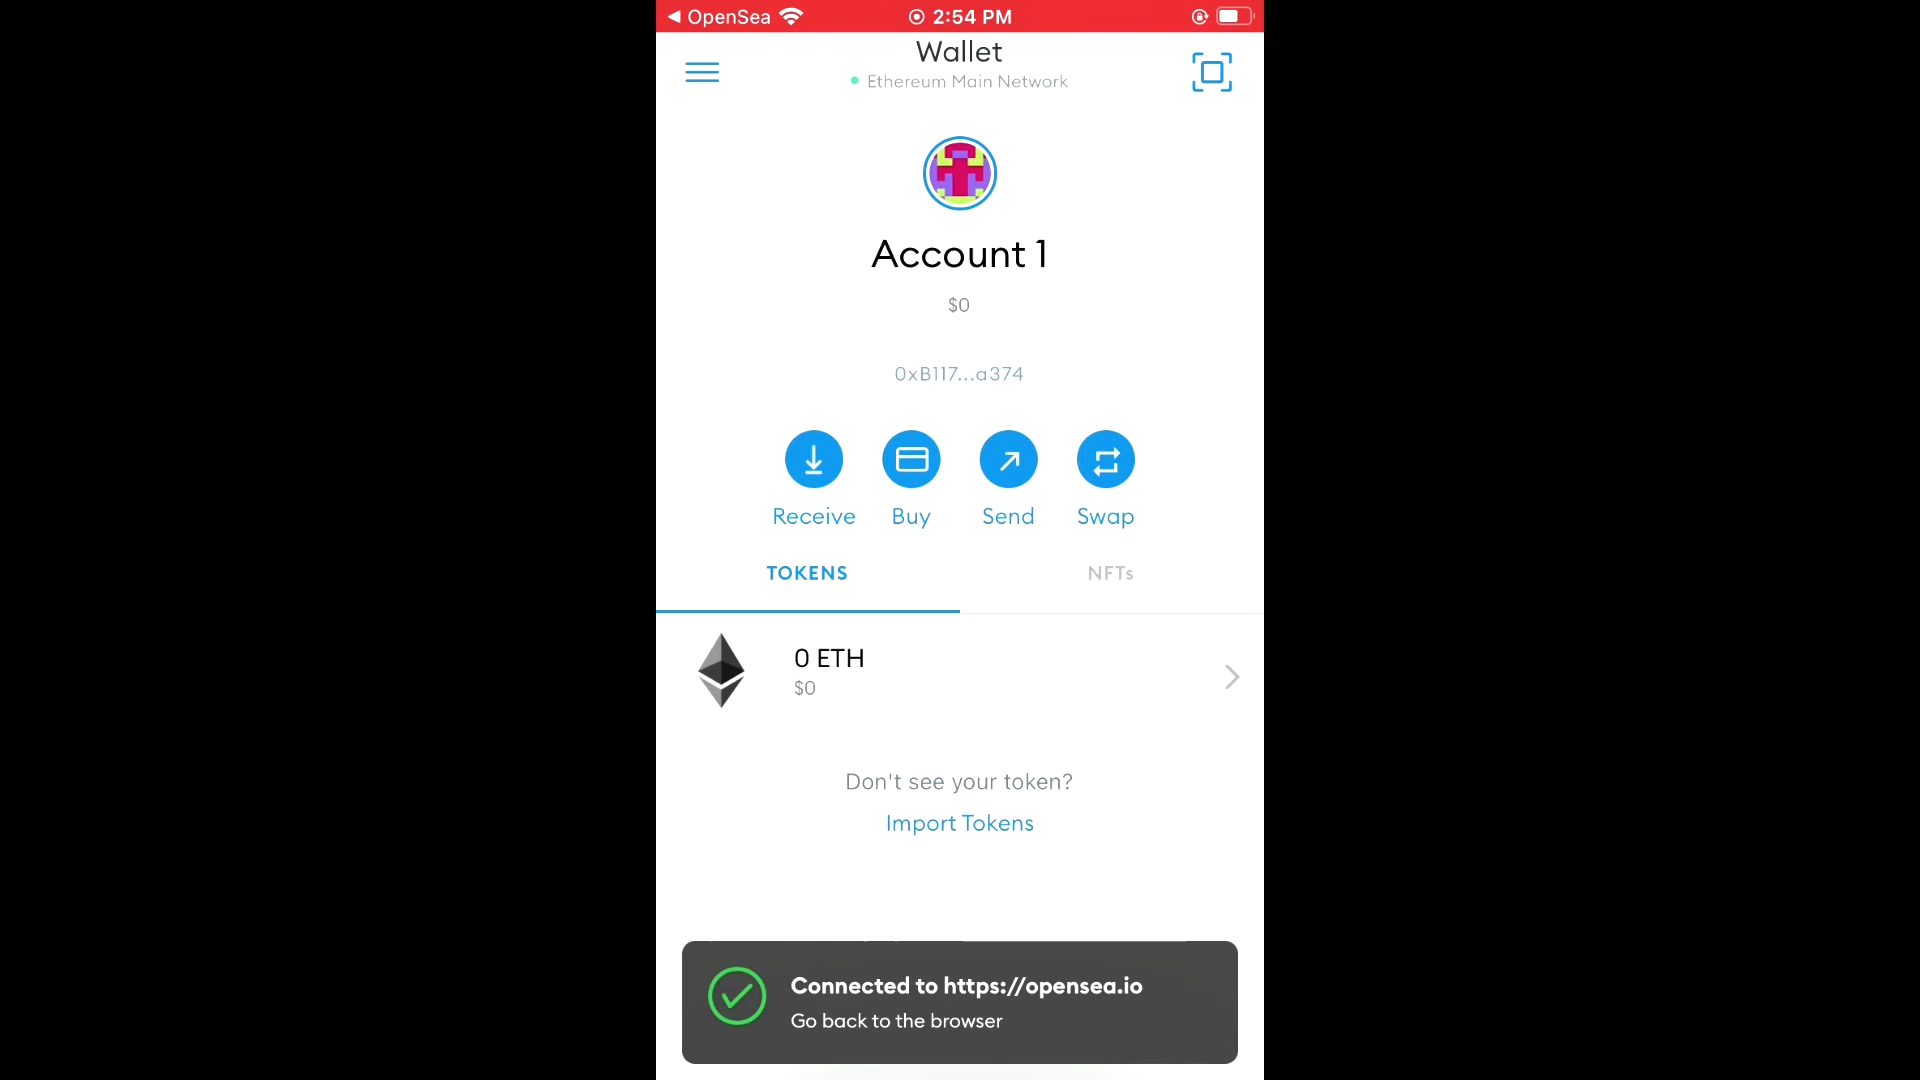 ◀ OpenSea 2:54 PM
Wallet
Ethereum Main Network
Account 1
$0
0xB117...a374
Receive Buy Send Swap
TOKENS NFTs
0 ETH
$0
Don't see your token?
Import Tokens
Connected to https://opensea.io
Go back to the browser